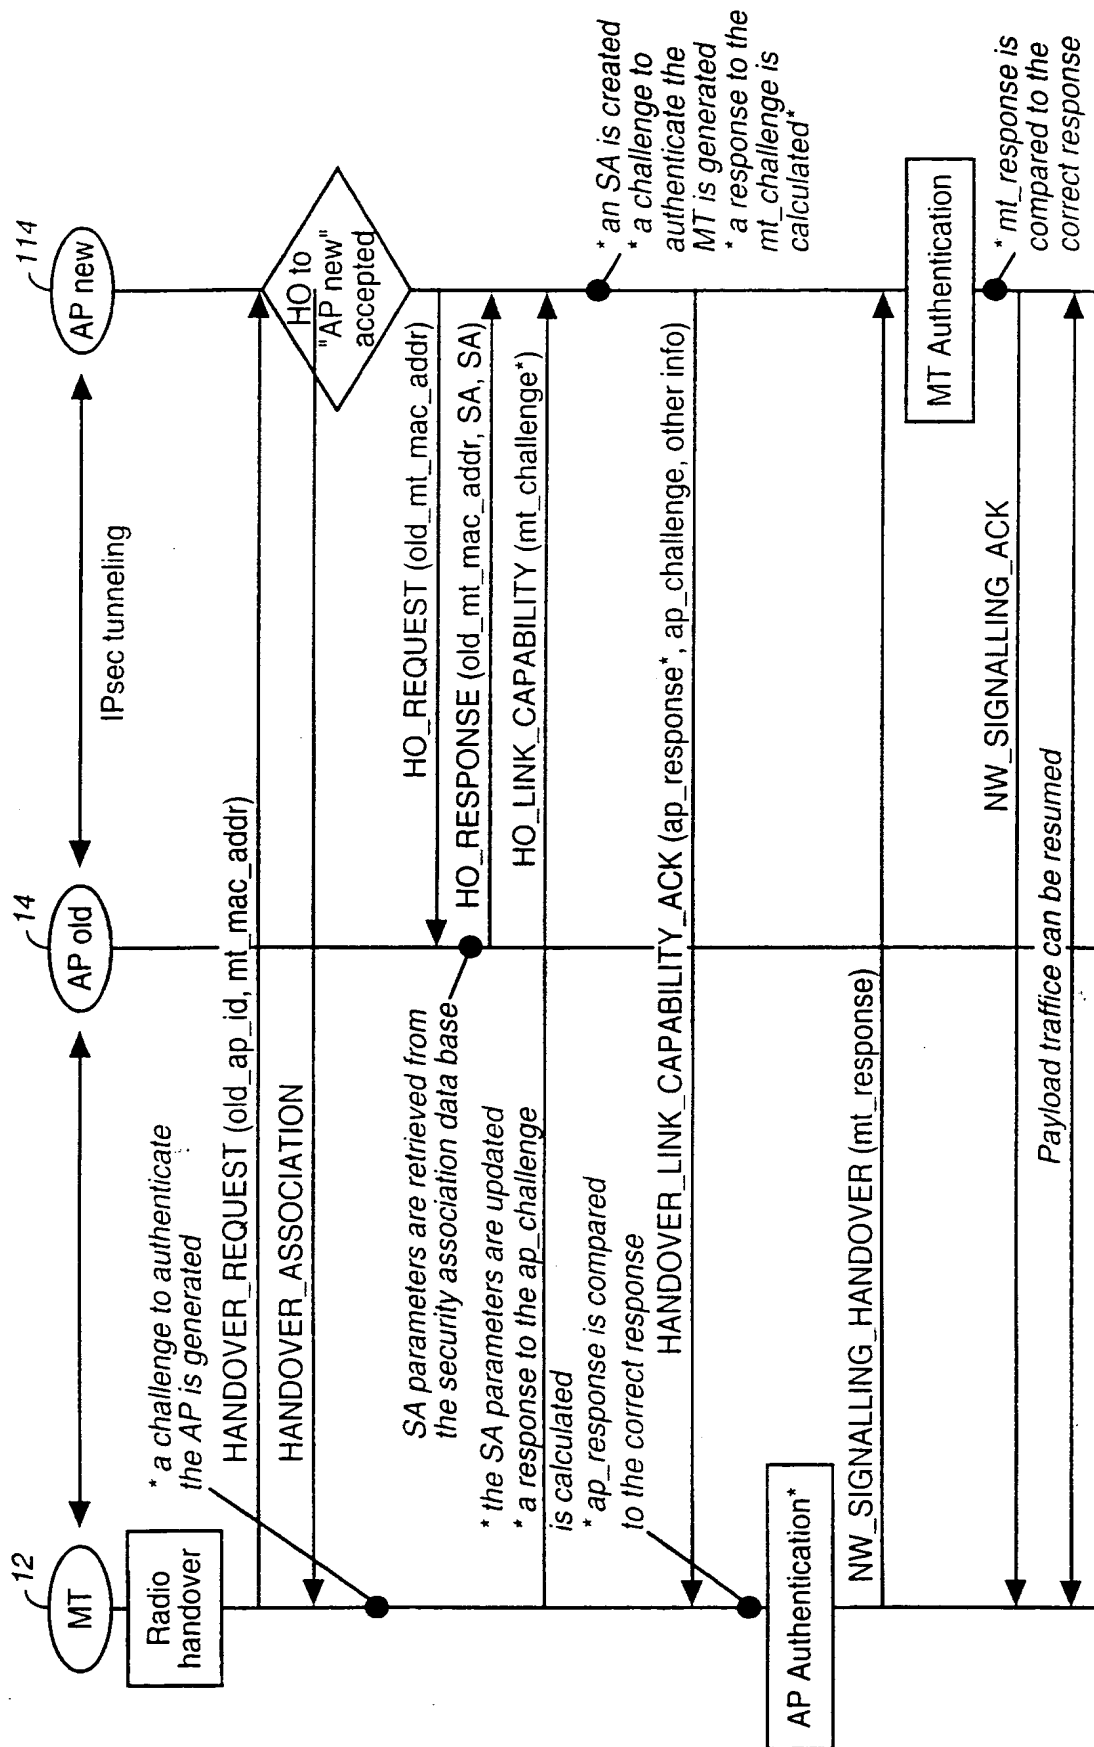 12
MT
14
AP old
114
AP new
IPsec tunneling
Radio
handover
* a challenge to authenticate
the AP is generated
HANDOVER_REQUEST (old_ap_id, mt_mac_addr)
HANDOVER_ASSOCIATION
HO to
"AP new"
accepted
HO_REQUEST (old_mt_mac_addr)
SA parameters are retrieved from
the security association data base
HO_RESPONSE (old_mt_mac_addr, SA, SA)
HO_LINK_CAPABILITY (mt_challenge*)
* an SA is created
* a challenge to
authenticate the
MT is generated
* a response to the
mt_challenge is
calculated*
* the SA parameters are updated
* a response to the ap_challenge
is calculated
* ap_response is compared
to the correct response
HANDOVER_LINK_CAPABILITY_ACK (ap_response*, ap_challenge, other info)
AP Authentication*
NW_SIGNALLING_HANDOVER (mt_response)
MT Authentication
* mt_response is
compared to the
correct response
NW_SIGNALLING_ACK
Payload traffice can be resumed